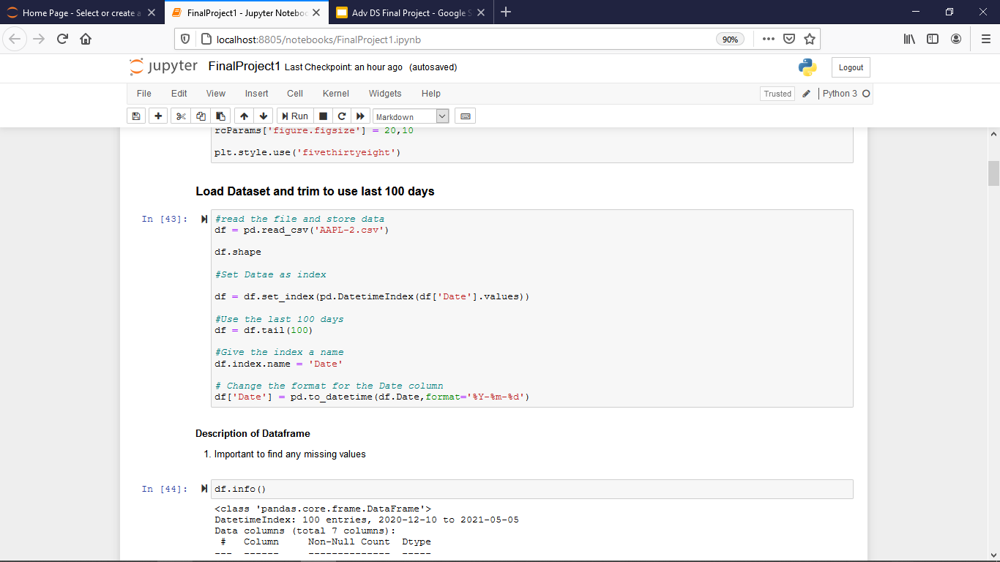 Home Page - Select or create a
FinalProject1 - Jupyter Noteboo
Adv DS Final Project - Google S
localhost:8805/notebooks/FinalProject1.ipynb
90%
jupyter FinalProject1 Last Checkpoint: an hour ago (autosaved)
Logout
File Edit View Insert Cell Kernel Widgets Help
Trusted
Python 3
Run
Markdown
rcParams['figure.figsize'] = 20,10
plt.style.use('fivethirtyeight')
Load Dataset and trim to use last 100 days
In [43]:
#read the file and store data
df = pd.read_csv('AAPL-2.csv')
df.shape
#Set Datae as index
df = df.set_index(pd.DatetimeIndex(df['Date'].values))
#Use the last 100 days
df = df.tail(100)
#Give the index a name
df.index.name = 'Date'
# Change the format for the Date column
df['Date'] = pd.to_datetime(df.Date,format='%Y-%m-%d')
Description of Dataframe
1. Important to find any missing values
In [44]:
df.info()
<class 'pandas.core.frame.DataFrame'>
DatetimeIndex: 100 entries, 2020-12-10 to 2021-05-05
Data columns (total 7 columns):
# Column Non-Null Count Dtype
--- ------ -------------- -----